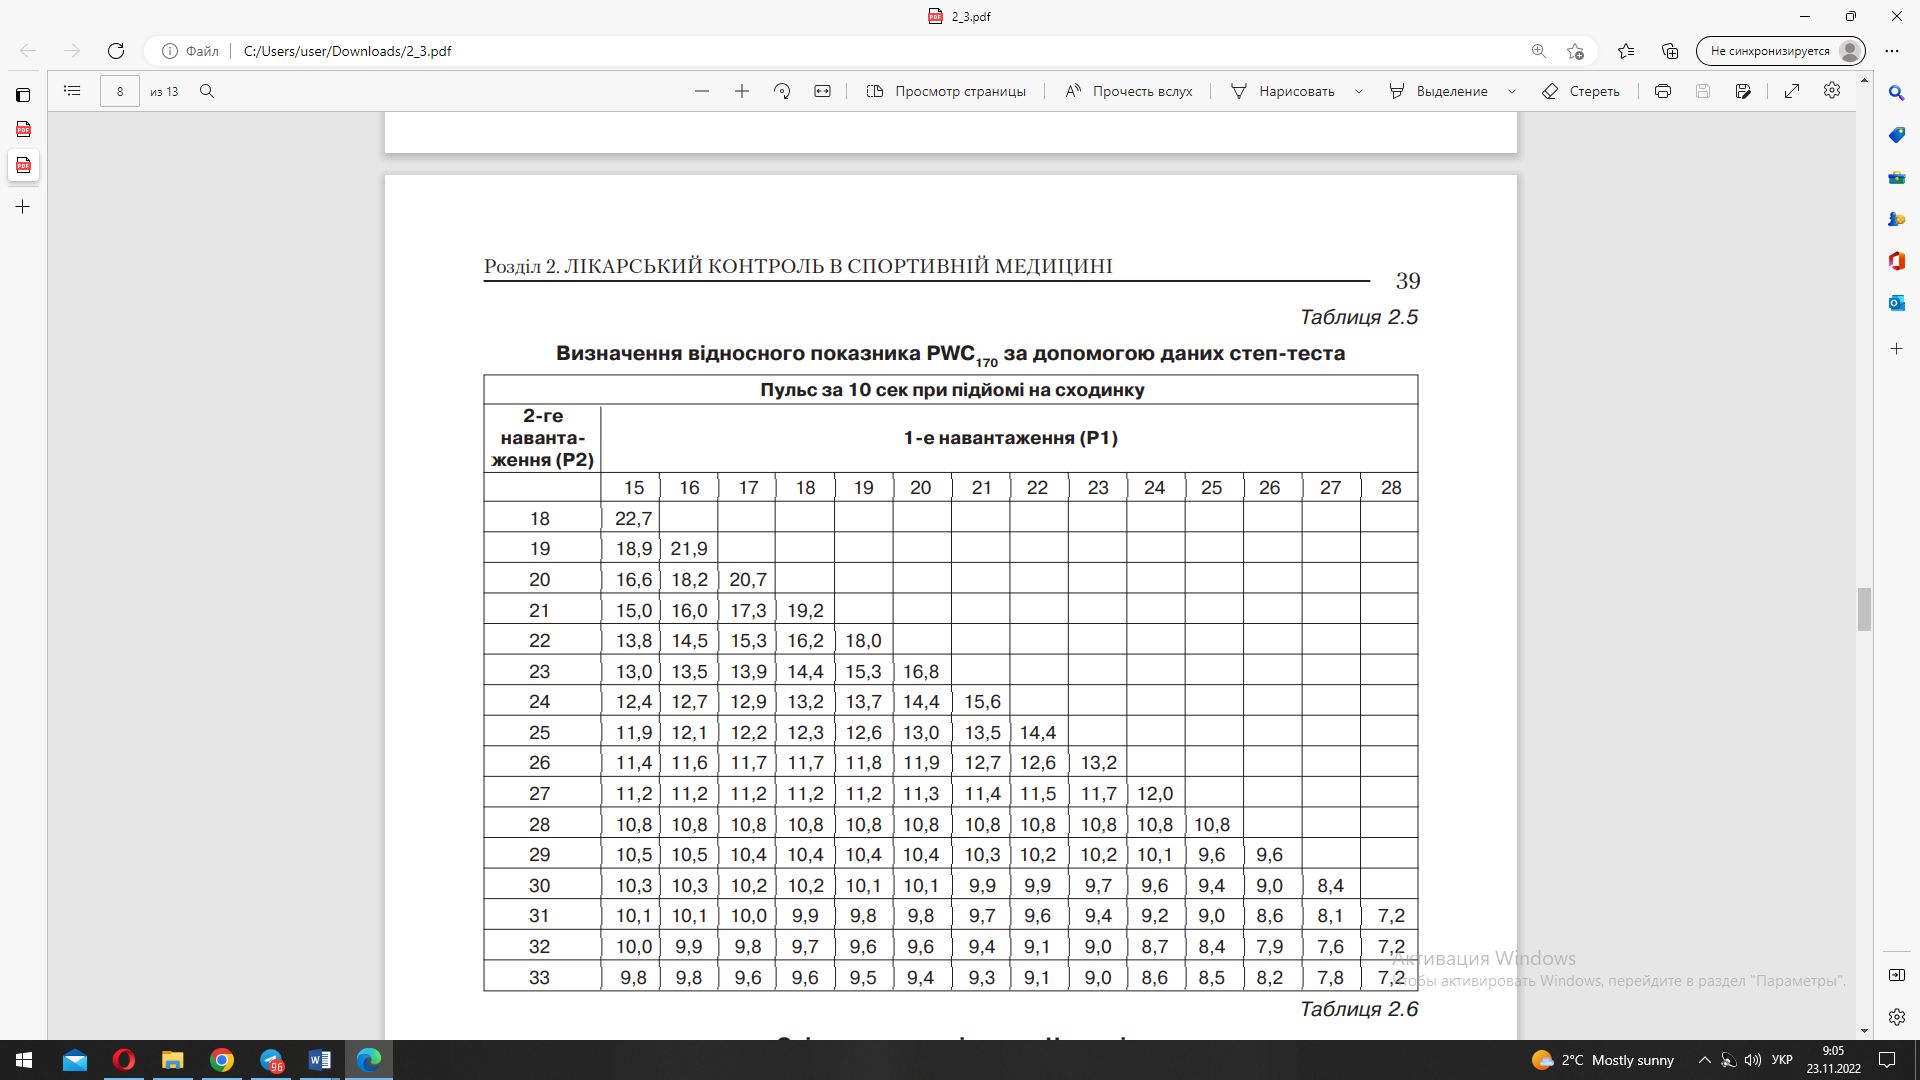 2_3.pdf
Файл
C:/Users/user/Downloads/2_3.pdf
Не синхронизируется
8
из 13
Просмотр страницы
Прочесть вслух
Нарисовать
Выделение
Стереть
Розділ 2. ЛІКАРСЬКИЙ КОНТРОЛЬ В СПОРТИВНІЙ МЕДИЦИНІ
39
Таблиця 2.5
Визначення відносного показника PWC170 за допомогою даних степ-теста
Пульс за 10 сек при підйомі на сходинку
2-ге
наванта-
ження (P2)
1-е навантаження (P1)
15 16 17 18 19 20 21 22 23 24 25 26 27 28
18 22,7
19 18,9 21,9
20 16,6 18,2 20,7
21 15,0 16,0 17,3 19,2
22 13,8 14,5 15,3 16,2 18,0
23 13,0 13,5 13,9 14,4 15,3 16,8
24 12,4 12,7 12,9 13,2 13,7 14,4 15,6
25 11,9 12,1 12,2 12,3 12,6 13,0 13,5 14,4
26 11,4 11,6 11,7 11,7 11,8 11,9 12,7 12,6 13,2
27 11,2 11,2 11,2 11,2 11,2 11,3 11,4 11,5 11,7 12,0
28 10,8 10,8 10,8 10,8 10,8 10,8 10,8 10,8 10,8 10,8 10,8
29 10,5 10,5 10,4 10,4 10,4 10,4 10,3 10,2 10,2 10,1 9,6 9,6
30 10,3 10,3 10,2 10,2 10,1 10,1 9,9 9,9 9,7 9,6 9,4 9,0 8,4
31 10,1 10,1 10,0 9,9 9,8 9,8 9,7 9,6 9,4 9,2 9,0 8,6 8,1 7,2
32 10,0 9,9 9,8 9,7 9,6 9,6 9,4 9,1 9,0 8,7 8,4 7,9 7,6 7,2
33 9,8 9,8 9,6 9,6 9,5 9,4 9,3 9,1 9,0 8,6 8,5 8,2 7,8 7,2
Таблиця 2.6
Активация Windows
Чтобы активировать Windows, перейдите в раздел "Параметры".
96
2°C Mostly sunny
УКР
9:05
23.11.2022